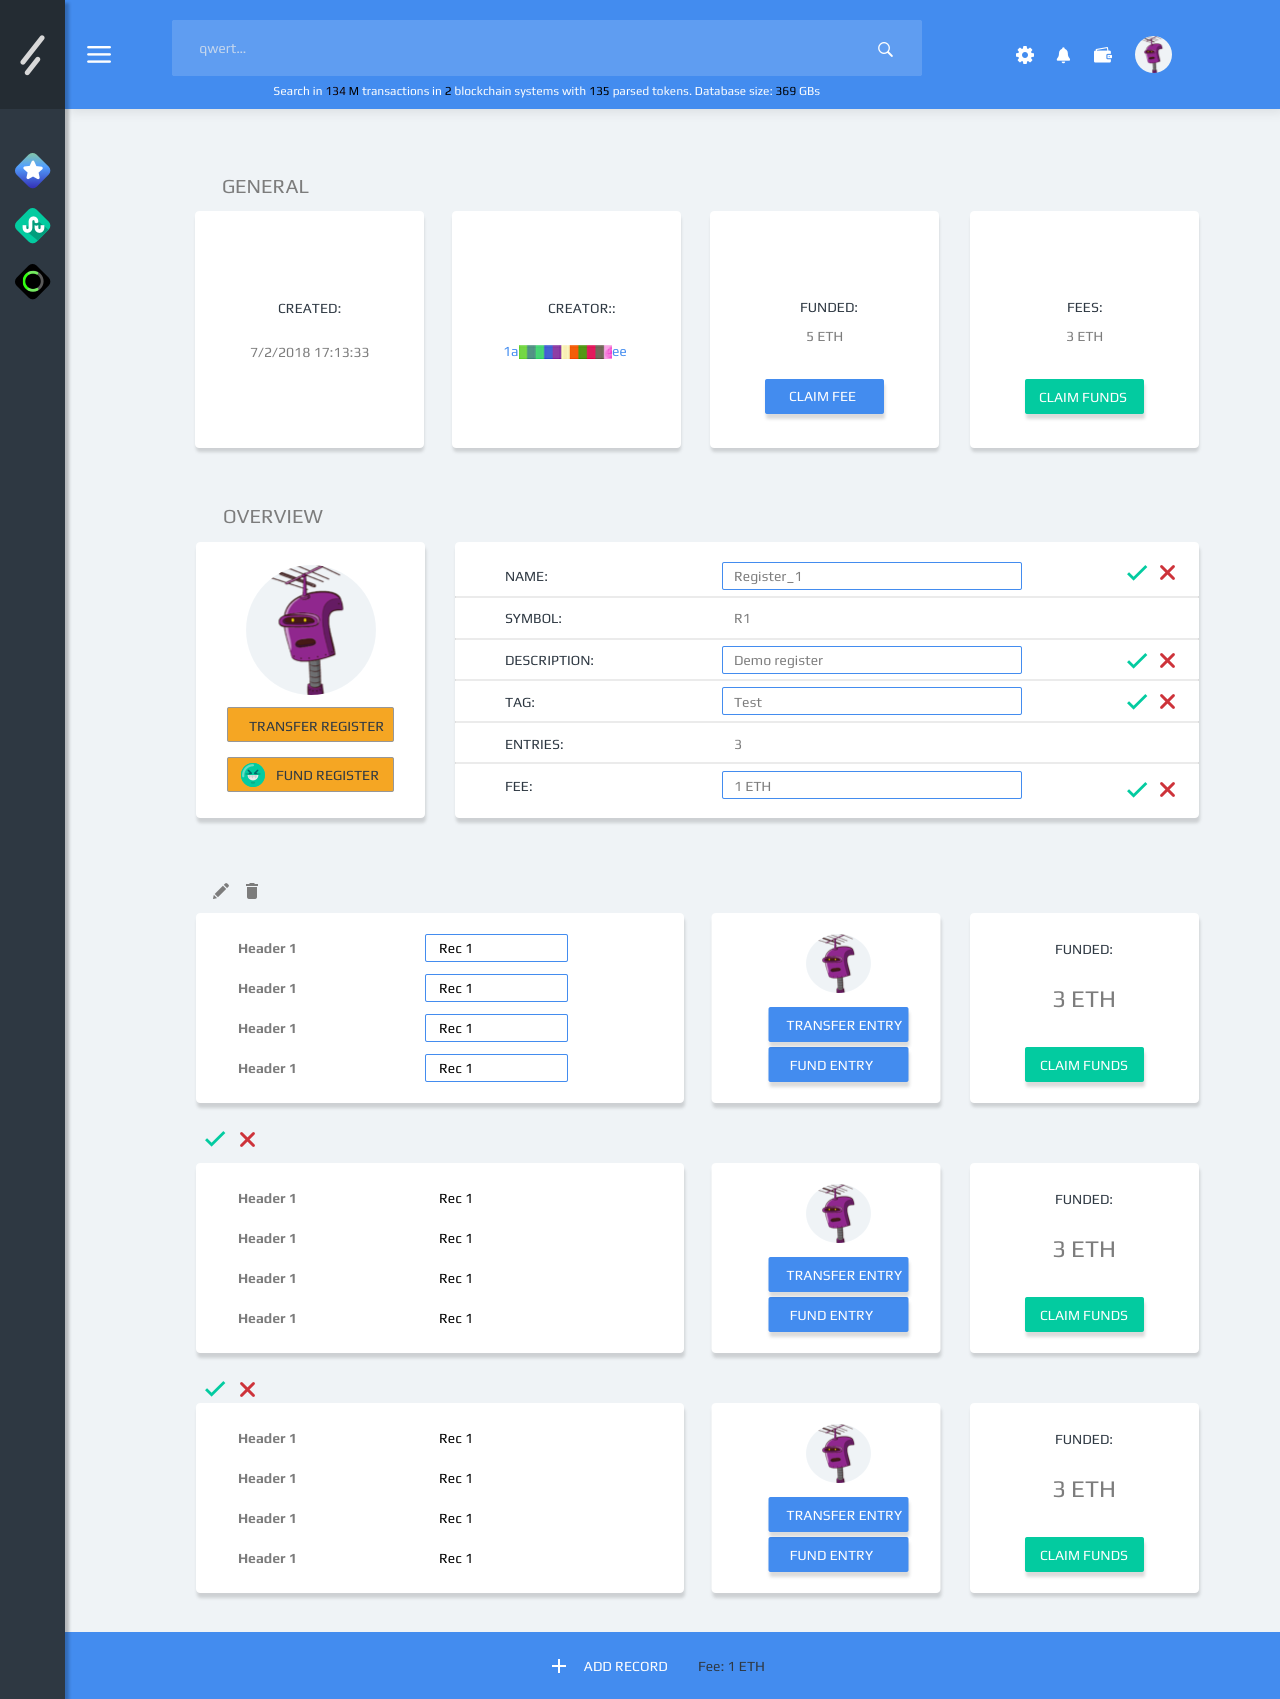 qwert...
Search in 134 M transactions in 2 blockchain systems with 135 parsed tokens. Database size: 369 GBs
GENERAL
CREATED:
7/2/2018 17:13:33
CREATOR::
1a
ee
FUNDED:
5 ETH
CLAIM FEE
FEES:
3 ETH
CLAIM FUNDS
OVERVIEW
TRANSFER REGISTER
FUND REGISTER
NAME: Register_1
SYMBOL: R1
DESCRIPTION: Demo register
TAG: Test
ENTRIES: 3
FEE: 1 ETH
Header 1 Rec 1
Header 1 Rec 1
Header 1 Rec 1
Header 1 Rec 1
TRANSFER ENTRY
FUND ENTRY
FUNDED:
3 ETH
CLAIM FUNDS
Header 1 Rec 1
Header 1 Rec 1
Header 1 Rec 1
Header 1 Rec 1
TRANSFER ENTRY
FUND ENTRY
FUNDED:
3 ETH
CLAIM FUNDS
Header 1 Rec 1
Header 1 Rec 1
Header 1 Rec 1
Header 1 Rec 1
TRANSFER ENTRY
FUND ENTRY
FUNDED:
3 ETH
CLAIM FUNDS
ADD RECORD Fee: 1 ETH